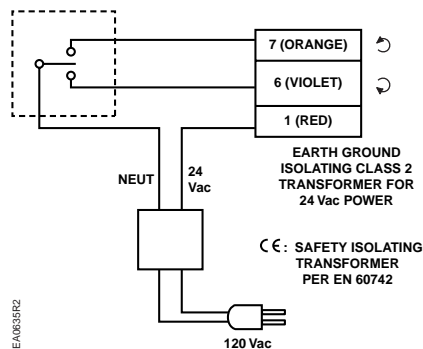 7 (ORANGE)
6 (VIOLET)
1 (RED)
EARTH GROUND
ISOLATING CLASS 2
TRANSFORMER FOR
24 Vac POWER
NEUT
24
Vac
CE: SAFETY ISOLATING
TRANSFORMER
PER EN 60742
120 Vac
EA0635R2